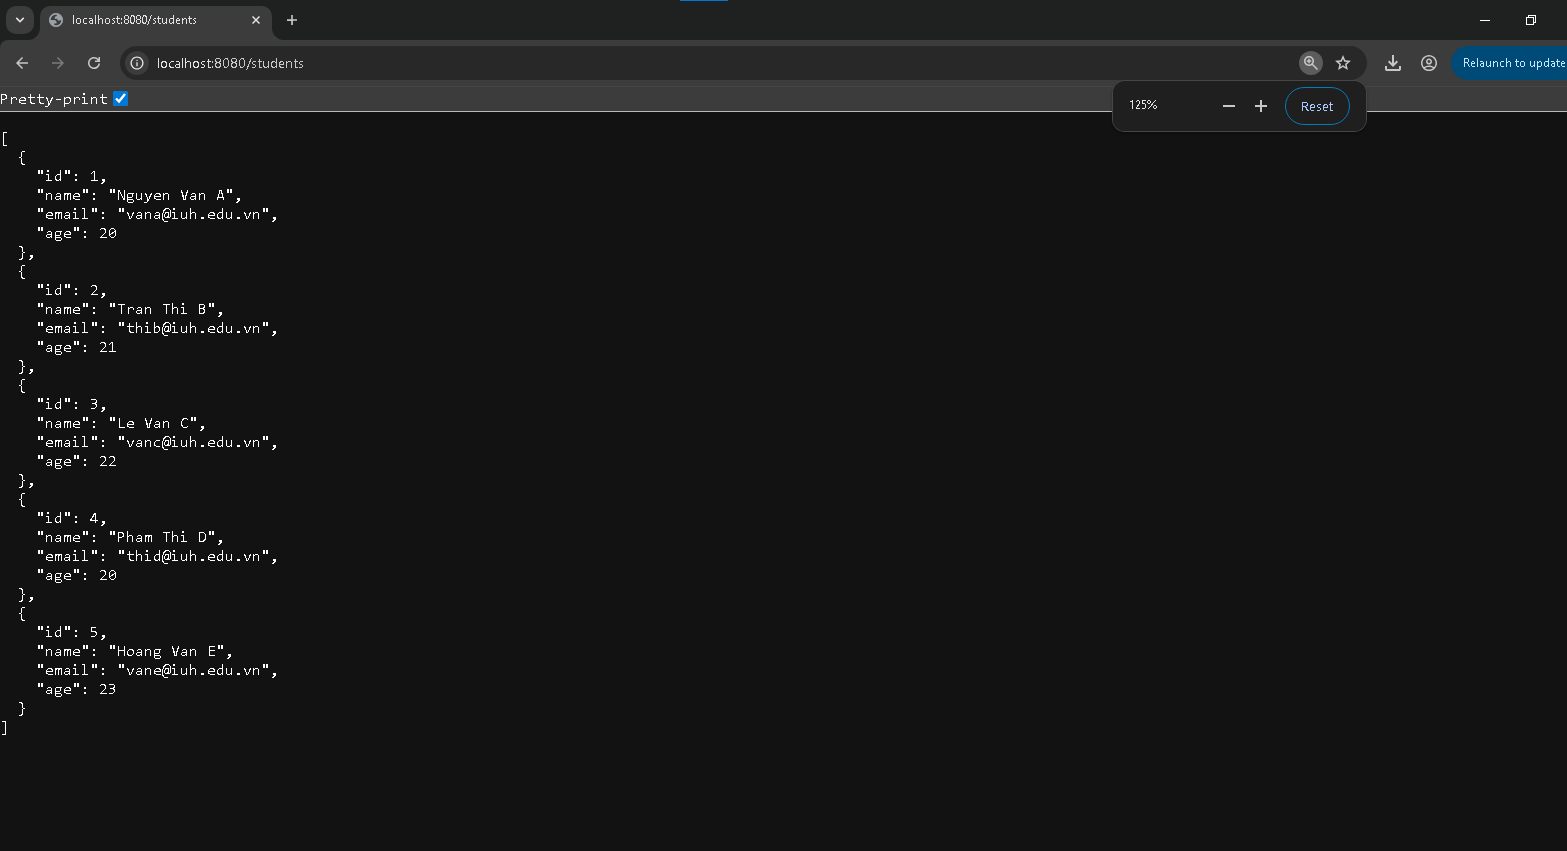 localhost:8080/students
localhost:8080/students
Relaunch to update
Pretty-print
125%
Reset
[
  {
    "id": 1,
    "name": "Nguyen Van A",
    "email": "vana@iuh.edu.vn",
    "age": 20
  },
  {
    "id": 2,
    "name": "Tran Thi B",
    "email": "thib@iuh.edu.vn",
    "age": 21
  },
  {
    "id": 3,
    "name": "Le Van C",
    "email": "vanc@iuh.edu.vn",
    "age": 22
  },
  {
    "id": 4,
    "name": "Pham Thi D",
    "email": "thid@iuh.edu.vn",
    "age": 20
  },
  {
    "id": 5,
    "name": "Hoang Van E",
    "email": "vane@iuh.edu.vn",
    "age": 23
  }
]